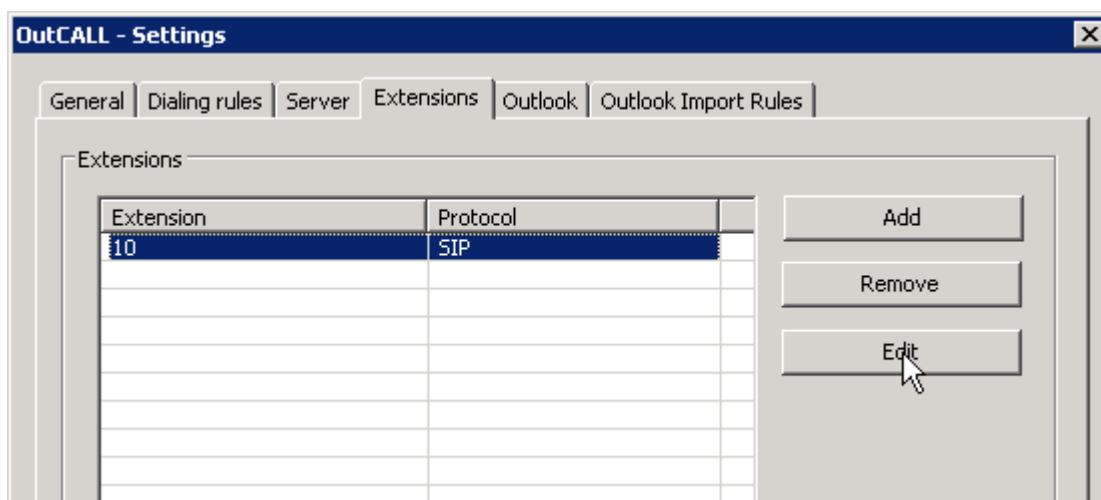 OutCALL - Settings
General Dialing rules Server Extensions Outlook Outlook Import Rules
Extensions
Extension Protocol Add
10 SIP
Remove
Edit